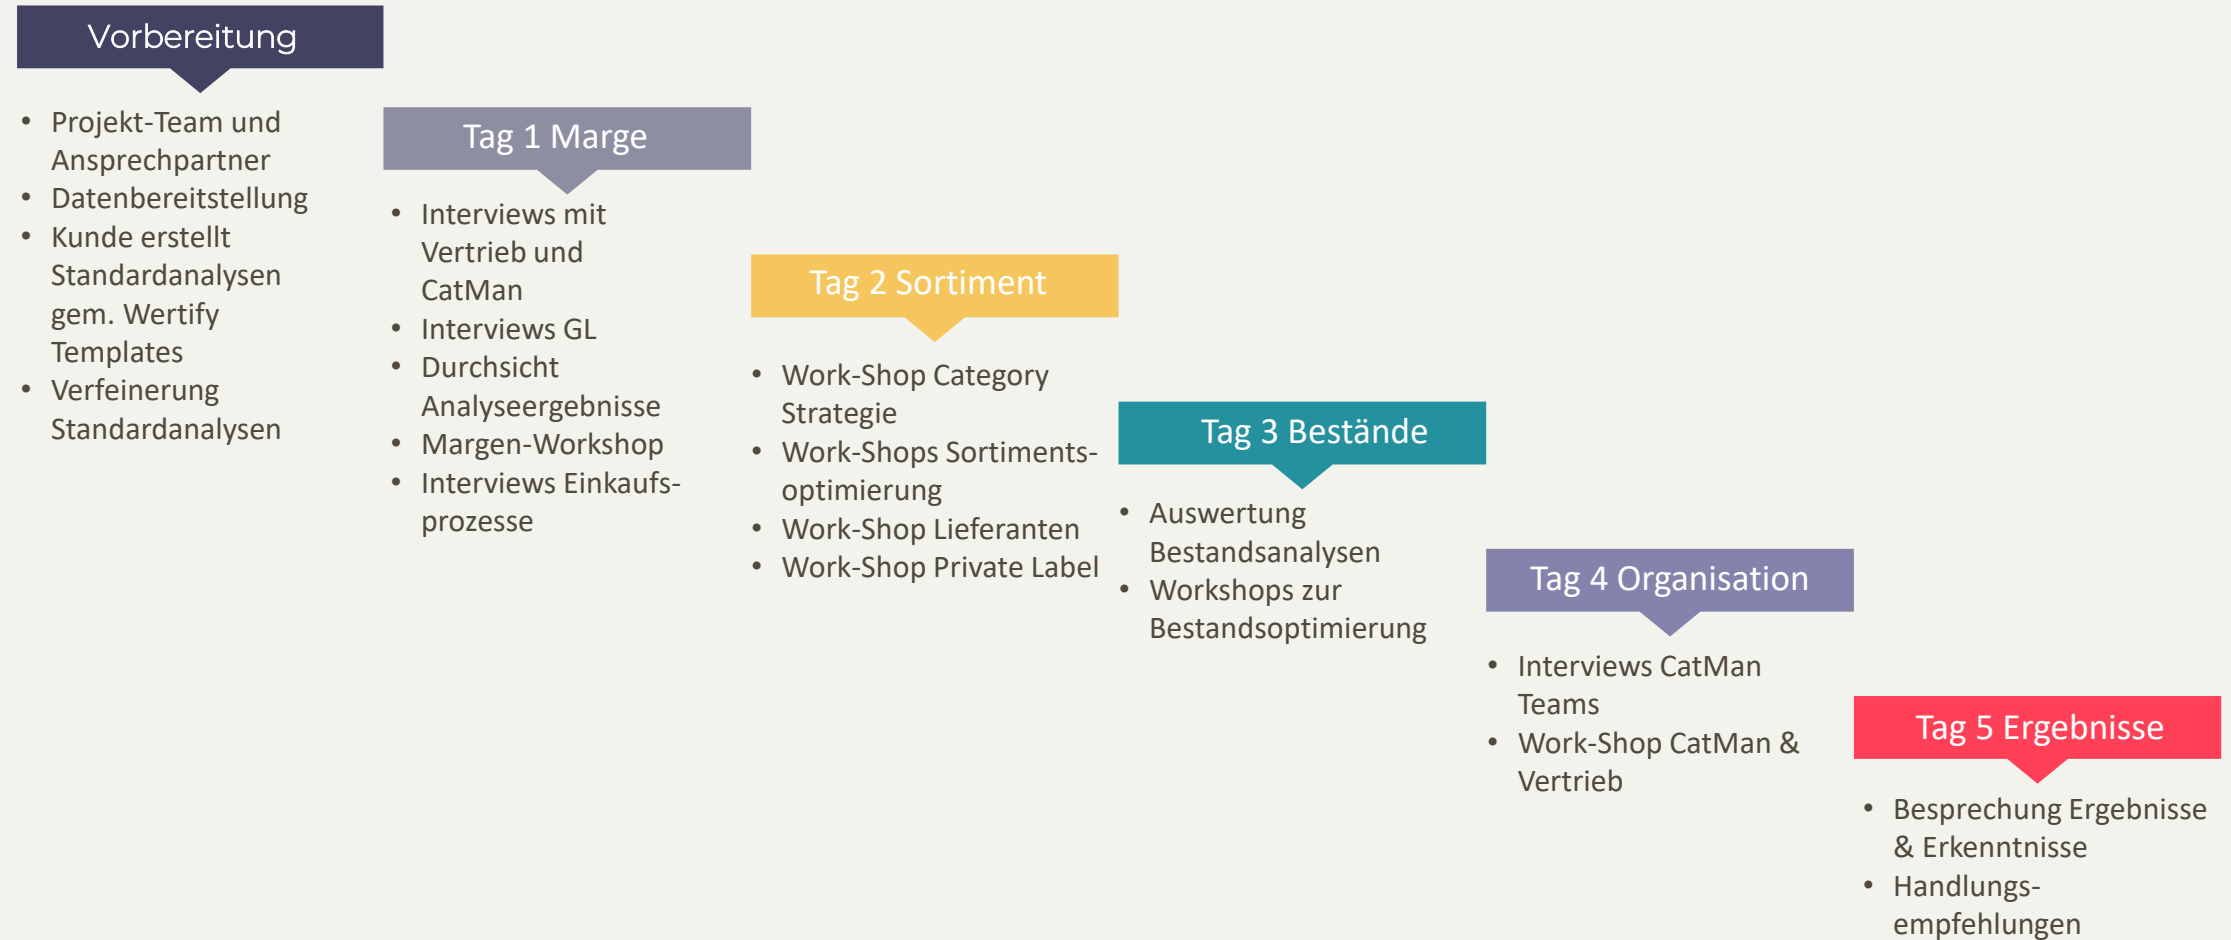 Vorbereitung
• Projekt-Team und
Ansprechpartner
• Datenbereitstellung
• Kunde erstellt
Standardanalysen
gem. Wertify
Templates
• Verfeinerung
Standardanalysen
Tag 1 Marge
• Interviews mit
Vertrieb und
CatMan
• Interviews GL
• Durchsicht
Analyseergebnisse
• Margen-Workshop
• Interviews Einkaufs-
prozesse
Tag 2 Sortiment
• Work-Shop Category
Strategie
• Work-Shops Sortiments-
optimierung
• Work-Shop Lieferanten
• Work-Shop Private Label
Tag 3 Bestände
• Auswertung
Bestandsanalysen
• Workshops zur
Bestandsoptimierung
Tag 4 Organisation
• Interviews CatMan
Teams
• Work-Shop CatMan &
Vertrieb
Tag 5 Ergebnisse
• Besprechung Ergebnisse
& Erkenntnisse
• Handlungs-
empfehlungen